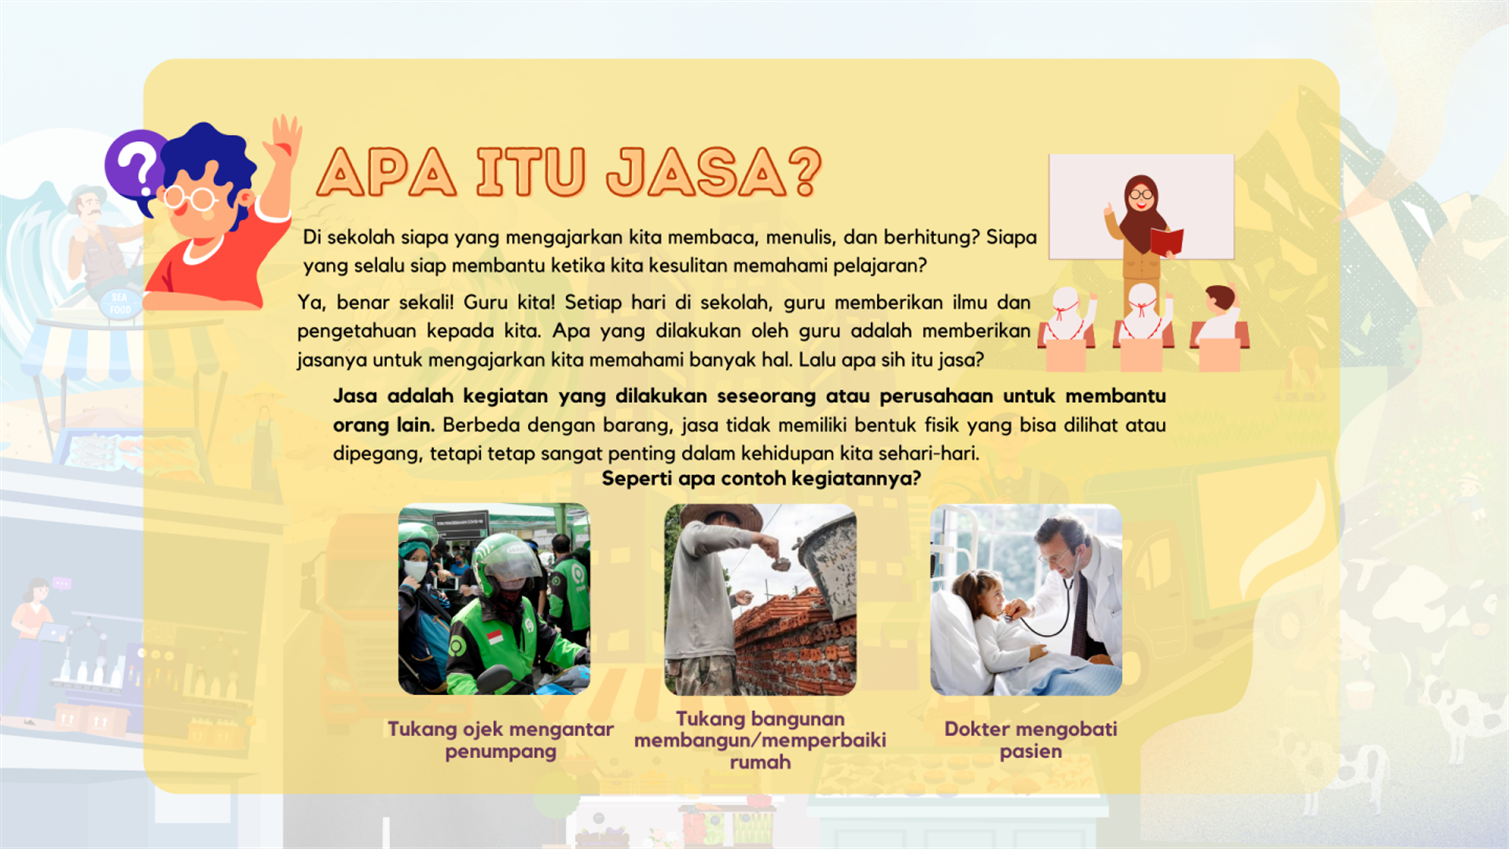 APA ITU JASA?
Di sekolah siapa yang mengajarkan kita membaca, menulis, dan berhitung? Siapa
yang selalu siap membantu ketika kita kesulitan memahami pelajaran?
Ya, benar sekali! Guru kita! Setiap hari di sekolah, guru memberikan ilmu dan
pengetahuan kepada kita. Apa yang dilakukan oleh guru adalah memberikan
jasanya untuk mengajarkan kita memahami banyak hal. Lalu apa sih itu jasa?
Jasa adalah kegiatan yang dilakukan seseorang atau perusahaan untuk membantu
orang lain. Berbeda dengan barang, jasa tidak memiliki bentuk fisik yang bisa dilihat atau
dipegang, tetapi tetap sangat penting dalam kehidupan kita sehari-hari.
Seperti apa contoh kegiatannya?
Tukang ojek mengantar
penumpang
Tukang bangunan
membangun/memperbaiki
rumah
Dokter mengobati
pasien
SEA
FOOD
?